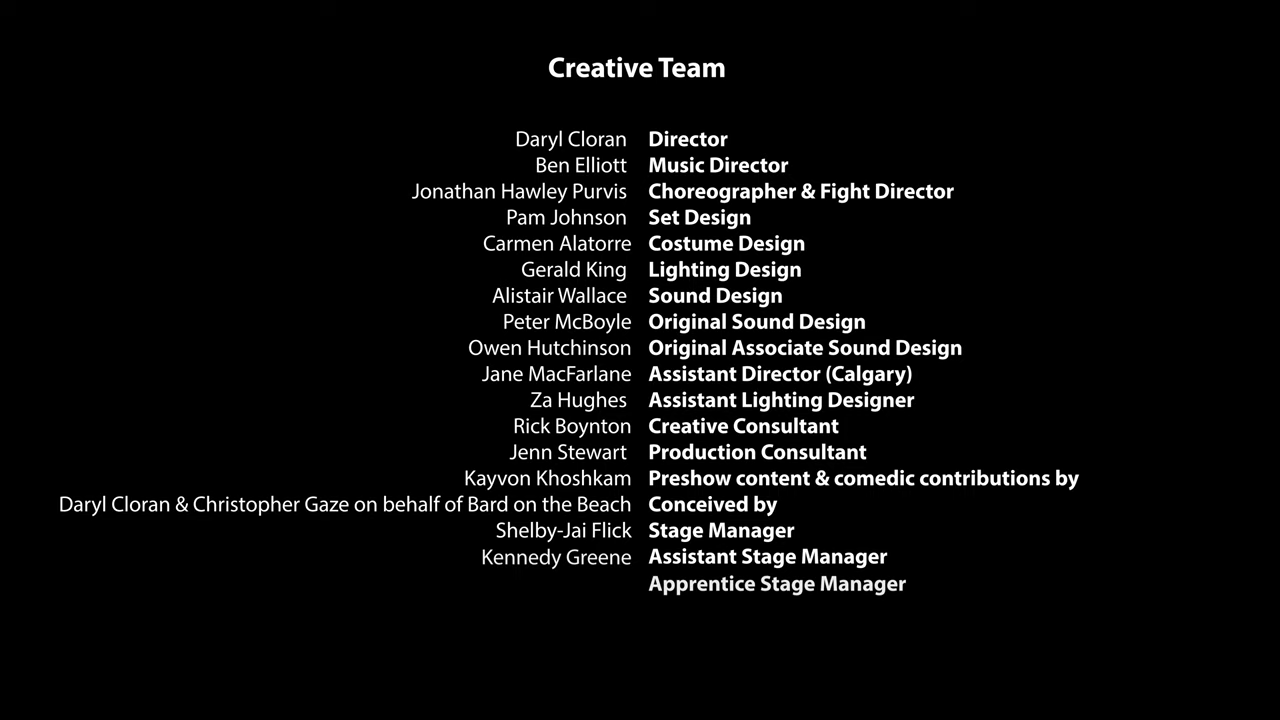 Creative Team
Daryl Cloran Director
Ben Elliott Music Director
Jonathan Hawley Purvis Choreographer & Fight Director
Pam Johnson Set Design
Carmen Alatorre Costume Design
Gerald King Lighting Design
Alistair Wallace Sound Design
Peter McBoyle Original Sound Design
Owen Hutchinson Original Associate Sound Design
Jane MacFarlane Assistant Director (Calgary)
Za Hughes Assistant Lighting Designer
Rick Boynton Creative Consultant
Jenn Stewart Production Consultant
Kayvon Khoshkam Preshow content & comedic contributions by
Daryl Cloran & Christopher Gaze on behalf of Bard on the Beach Conceived by
Shelby-Jai Flick Stage Manager
Kennedy Greene Assistant Stage Manager
Apprentice Stage Manager